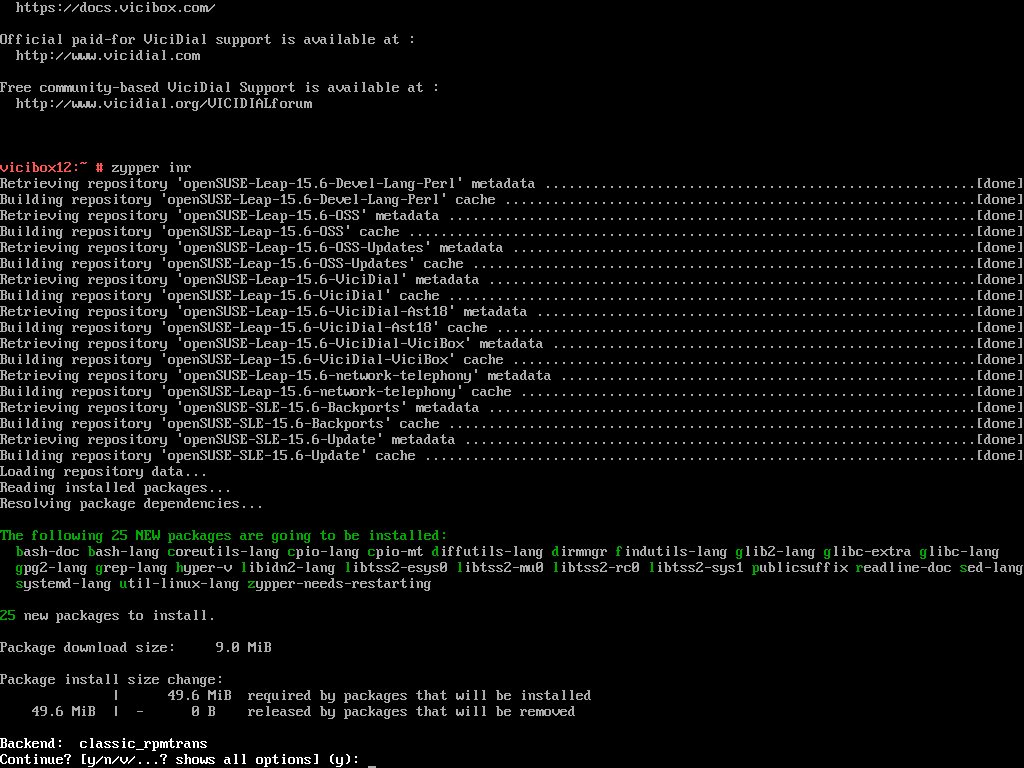 https://docs.vicibox.com/
Official paid-for ViciDial support is available at :
http://www.vicidial.com
Free community-based ViciDial Support is available at :
http://www.vicidial.org/VICIDIALforum
vicibox12:~ # zypper inr
Retrieving repository 'openSUSE-Leap-15.6-Devel-Lang-Perl' metadata ......................................................[done]
Building repository 'openSUSE-Leap-15.6-Devel-Lang-Perl' cache ...........................................................[done]
Retrieving repository 'openSUSE-Leap-15.6-OSS' metadata ..................................................................[done]
Building repository 'openSUSE-Leap-15.6-OSS' cache .......................................................................[done]
Retrieving repository 'openSUSE-Leap-15.6-OSS-Updates' metadata ..........................................................[done]
Building repository 'openSUSE-Leap-15.6-OSS-Updates' cache ...............................................................[done]
Retrieving repository 'openSUSE-Leap-15.6-ViciDial' metadata .............................................................[done]
Building repository 'openSUSE-Leap-15.6-ViciDial' cache ..................................................................[done]
Retrieving repository 'openSUSE-Leap-15.6-ViciDial-Ast18' metadata .......................................................[done]
Building repository 'openSUSE-Leap-15.6-ViciDial-Ast18' cache ............................................................[done]
Retrieving repository 'openSUSE-Leap-15.6-ViciDial-ViciBox' metadata .....................................................[done]
Building repository 'openSUSE-Leap-15.6-ViciDial-ViciBox' cache ..........................................................[done]
Retrieving repository 'openSUSE-Leap-15.6-network-telephony' metadata ....................................................[done]
Building repository 'openSUSE-Leap-15.6-network-telephony' cache .........................................................[done]
Retrieving repository 'openSUSE-SLE-15.6-Backports' metadata .............................................................[done]
Building repository 'openSUSE-SLE-15.6-Backports' cache ..................................................................[done]
Retrieving repository 'openSUSE-SLE-15.6-Update' metadata ................................................................[done]
Building repository 'openSUSE-SLE-15.6-Update' cache .....................................................................[done]
Loading repository data...
Reading installed packages...
Resolving package dependencies...
The following 25 NEW packages are going to be installed:
bash-doc bash-lang coreutils-lang cpio-lang cpio-mt diffutils-lang dirmngr findutils-lang glib2-lang glibc-extra glibc-lang
gpg2-lang grep-lang hyper-v libidn2-lang libtss2-esys0 libtss2-mu0 libtss2-rc0 libtss2-sys1 publicsuffix readline-doc sed-lang
systemd-lang util-linux-lang zypper-needs-restarting
25 new packages to install.
Package download size:     9.0 MiB
Package install size change:
|      49.6 MiB  required by packages that will be installed
49.6 MiB  |  -      0 B    released by packages that will be removed
Backend:  classic_rpmtrans
Continue? [y/n/v/...? shows all options] (y): _